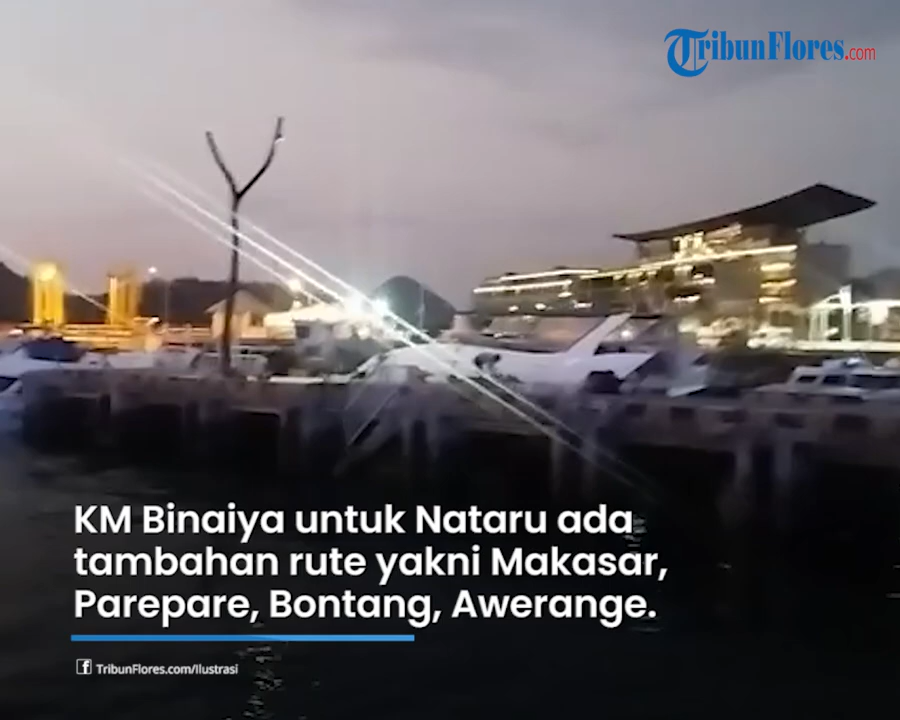 TribunFlores.com
KM Binaiya untuk Nataru ada
tambahan rute yakni Makasar,
Parepare, Bontang, Awerange.
f TribunFlores.com/Ilustrasi